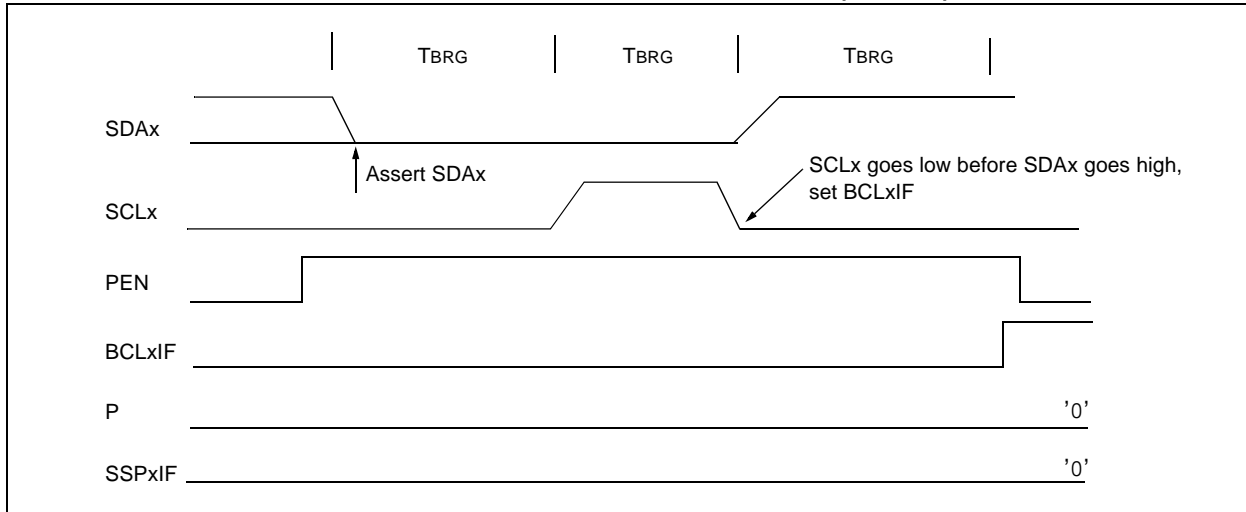 TBRG TBRG TBRG
SDAx
Assert SDAx
SCLx goes low before SDAx goes high,
set BCLxIF
SCLx
PEN
BCLxIF
P '0'
SSPxIF '0'